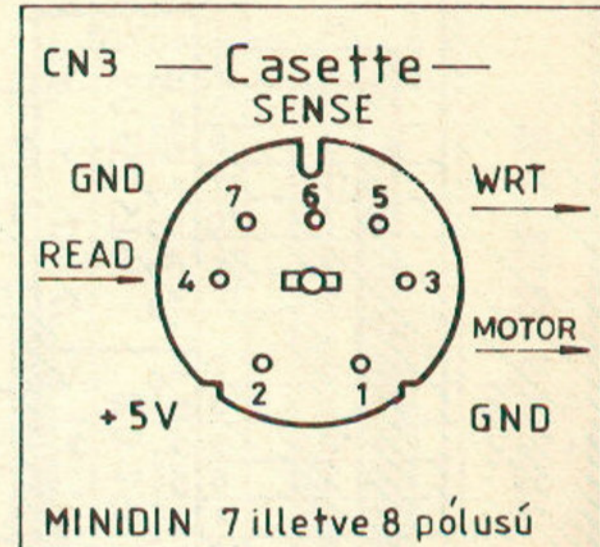 CN3 — Casette —
SENSE
GND WRT
7 6 5
READ 4 3
MOTOR
2 1
+5V GND
MINIDIN 7 illetve 8 pólusú